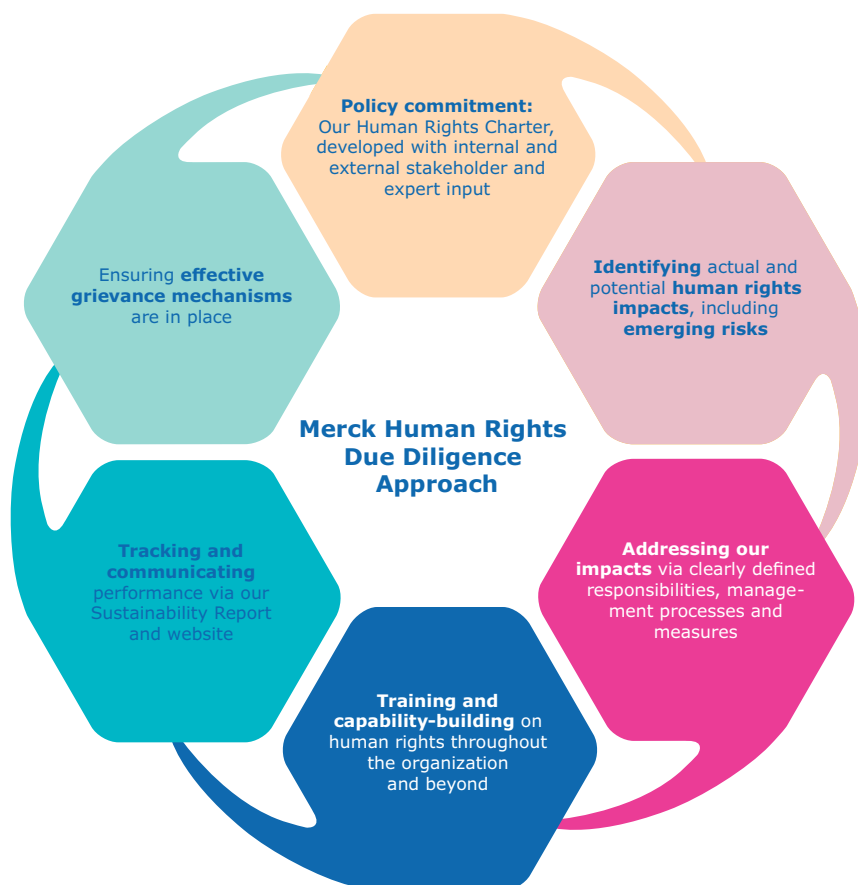 Policy commitment:
Our Human Rights Charter,
developed with internal and
external stakeholder and
expert input
Identifying actual and
potential human rights
impacts, including
emerging risks
Addressing our
impacts via clearly defined
responsibilities, manage-
ment processes and
measures
Training and
capability-building on
human rights throughout
the organization
and beyond
Tracking and
communicating
performance via our
Sustainability Report
and website
Ensuring effective
grievance mechanisms
are in place
Merck Human Rights
Due Diligence
Approach